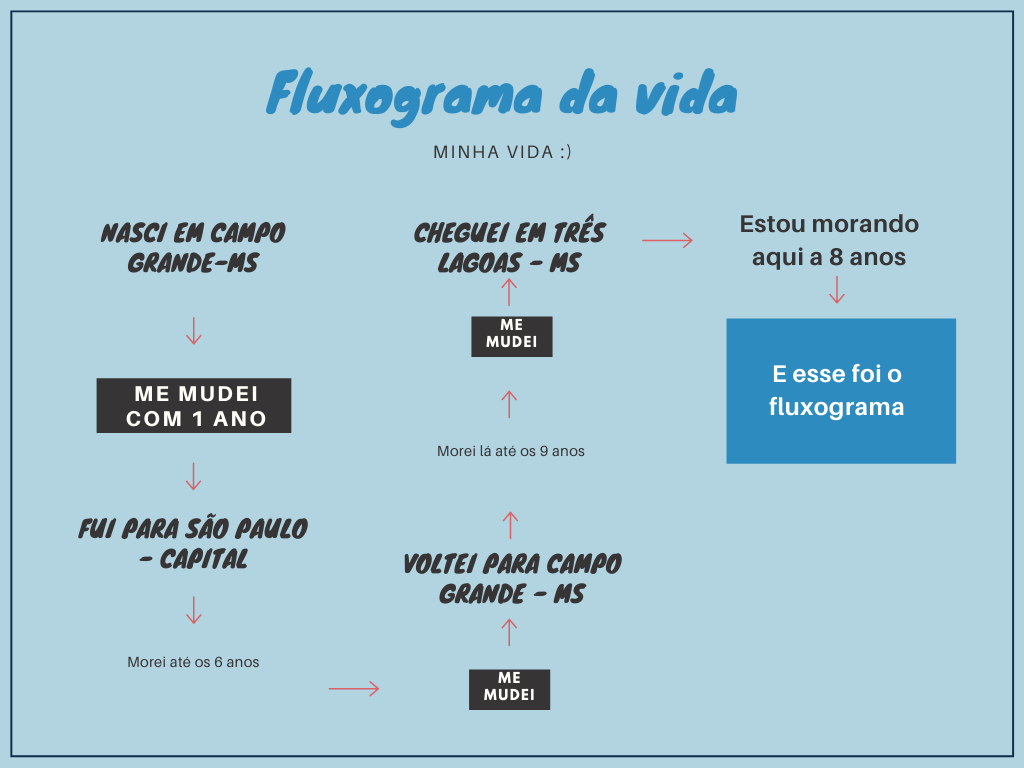 Fluxograma da vida
MINHA VIDA :)
NASCI EM CAMPO
GRANDE-MS
ME MUDEI
COM 1 ANO
FUI PARA SÃO PAULO
- CAPITAL
Morei até os 6 anos
ME
MUDEI
VOLTEI PARA CAMPO
GRANDE - MS
Morei lá até os 9 anos
ME
MUDEI
CHEGUEI EM TRÊS
LAGOAS - MS
Estou morando
aqui a 8 anos
E esse foi o
fluxograma